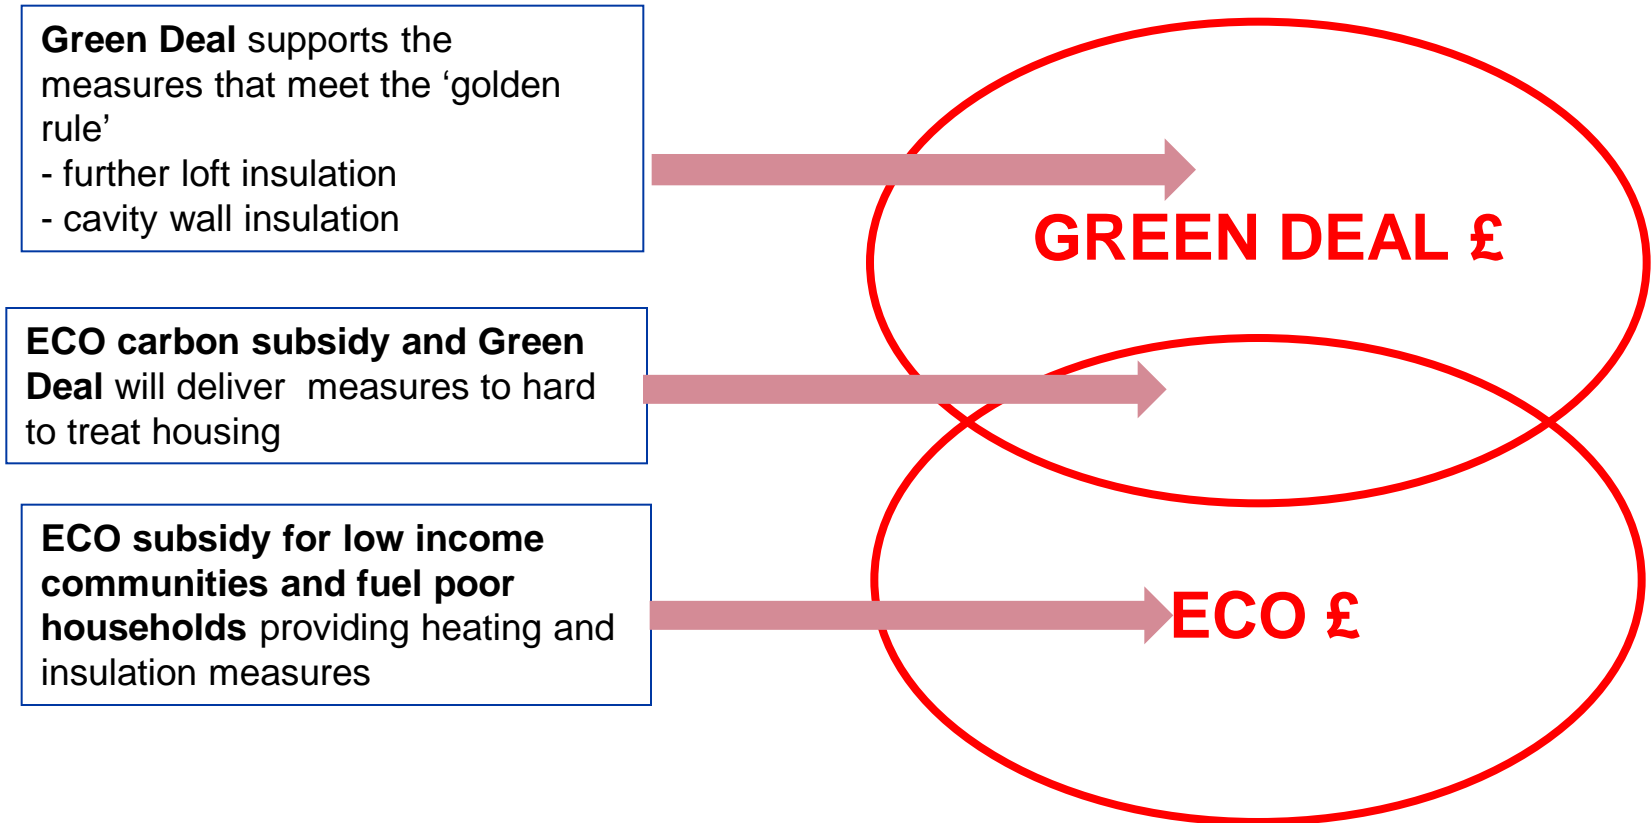 Green Deal supports the
measures that meet the ‘golden
rule’
- further loft insulation
- cavity wall insulation
GREEN DEAL £
ECO carbon subsidy and Green
Deal will deliver  measures to hard
to treat housing
ECO subsidy for low income
communities and fuel poor
households providing heating and
insulation measures
ECO £